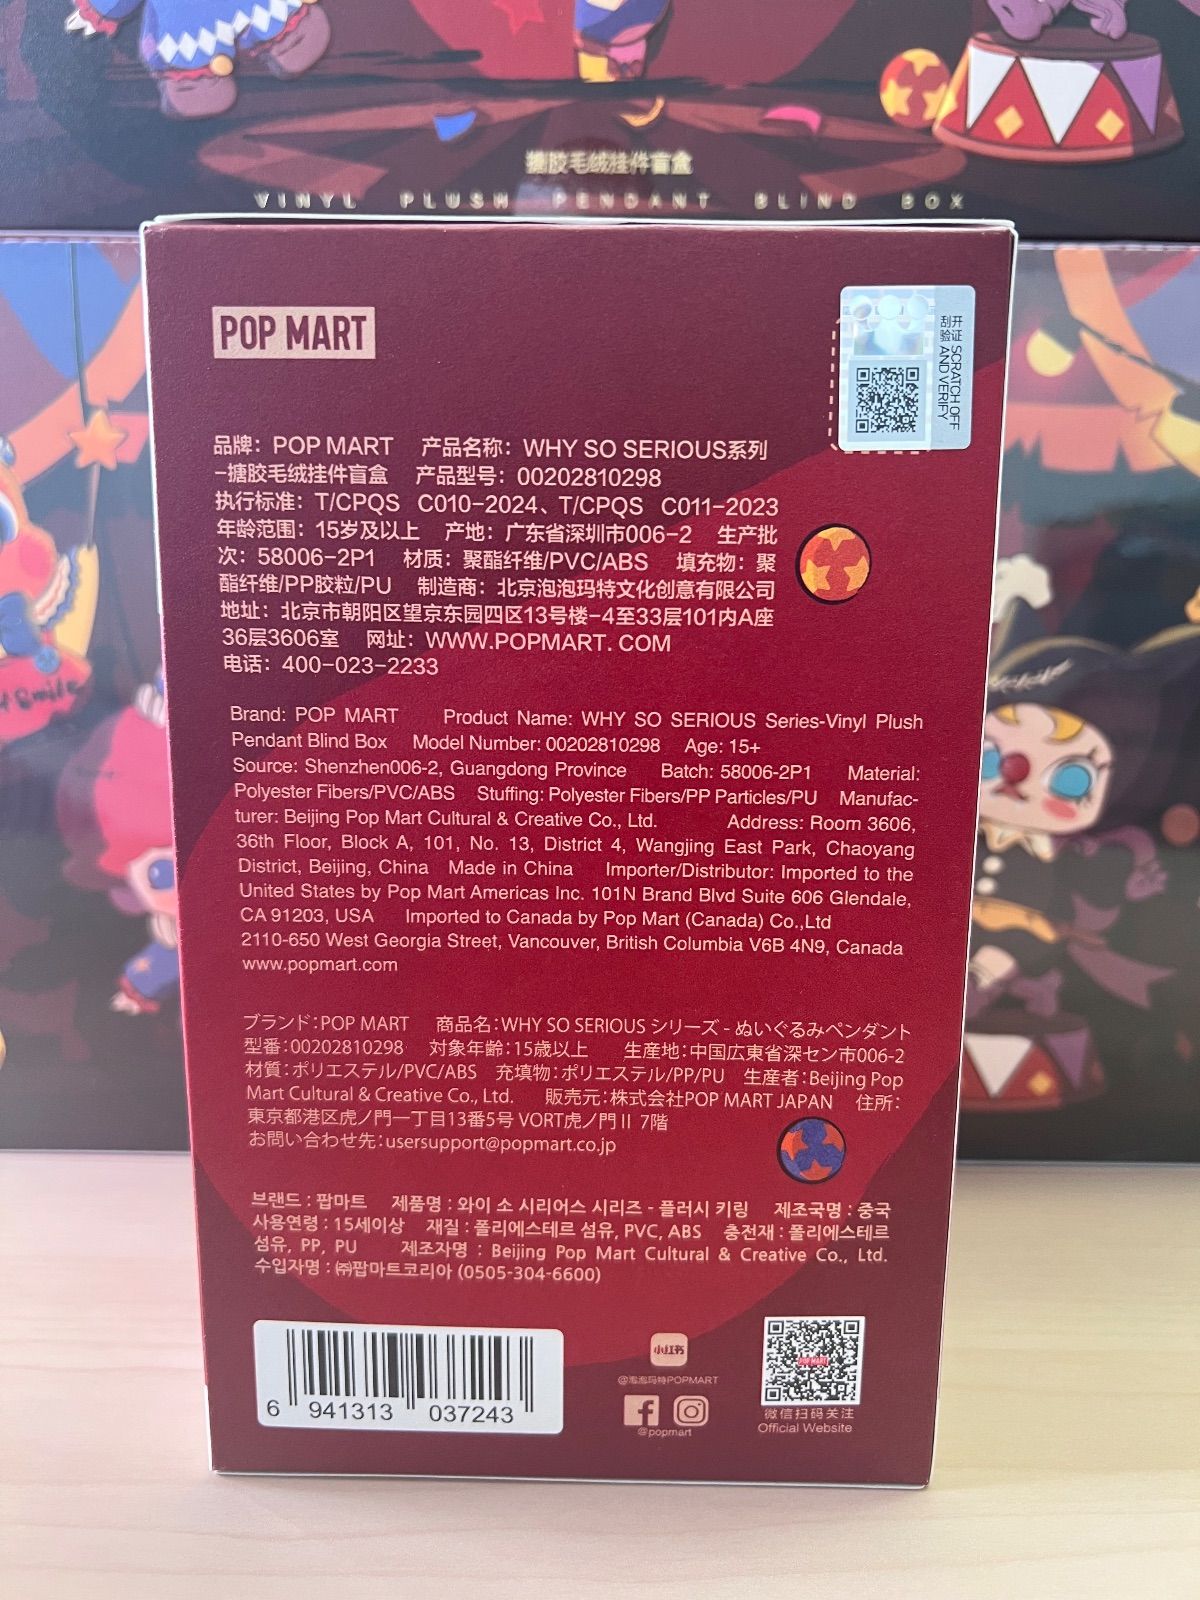 搪胶毛绒挂件盲盒
VINYL PLUSH PENDANT BLIND BOX
POP MART
开证 SCRATCH OFF
刮验 AND VERIFY
品牌：POP MART 产品名称：WHY SO SERIOUS系列
-搪胶毛绒挂件盲盒 产品型号：00202810298
执行标准：T/CPQS C010-2024、T/CPQS C011-2023
年龄范围：15岁及以上 产地：广东省深圳市006-2 生产批
次：58006-2P1 材质：聚酯纤维/PVC/ABS 填充物：聚
酯纤维/PP胶粒/PU 制造商：北京泡泡玛特文化创意有限公司
地址：北京市朝阳区望京东园四区13号楼-4至33层101内A座
36层3606室 网址：WWW.POPMART. COM
电话：400-023-2233
Brand: POP MART Product Name: WHY SO SERIOUS Series-Vinyl Plush
Pendant Blind Box Model Number: 00202810298 Age: 15+
Source: Shenzhen006-2, Guangdong Province Batch: 58006-2P1 Material:
Polyester Fibers/PVC/ABS Stuffing: Polyester Fibers/PP Particles/PU Manufac-
turer: Beijing Pop Mart Cultural & Creative Co., Ltd. Address: Room 3606,
36th Floor, Block A, 101, No. 13, District 4, Wangjing East Park, Chaoyang
District, Beijing, China Made in China Importer/Distributor: Imported to the
United States by Pop Mart Americas Inc. 101N Brand Blvd Suite 606 Glendale,
CA 91203, USA Imported to Canada by Pop Mart (Canada) Co.,Ltd
2110-650 West Georgia Street, Vancouver, British Columbia V6B 4N9, Canada
www.popmart.com
ブランド：POP MART 商品名：WHY SO SERIOUS シリーズ - ぬいぐるみペンダント
型番：00202810298 対象年齢：15歳以上 生産地：中国広東省深セン市006-2
材質：ポリエステル/PVC/ABS 充填物：ポリエステル/PP/PU 生産者：Beijing Pop
Mart Cultural & Creative Co., Ltd. 販売元：株式会社POP MART JAPAN 住所：
東京都港区虎ノ門一丁目13番5号 VORT虎ノ門Ⅱ 7階
お問い合わせ先：usersupport@popmart.co.jp
브랜드 : 팝마트 제품명 : 와이 소 시리어스 시리즈 - 플러시 키링 제조국명 : 중국
사용연령 : 15세이상 재질 : 폴리에스테르 섬유, PVC, ABS 충전재 : 폴리에스테르
섬유, PP, PU 제조자명 : Beijing Pop Mart Cultural & Creative Co., Ltd.
수입자명 : ㈜팝마트코리아 (0505-304-6600)
6 941313 037243
小红书
@泡泡玛特POPMART
@popmart
POP MART
微信扫码关注
Official Website